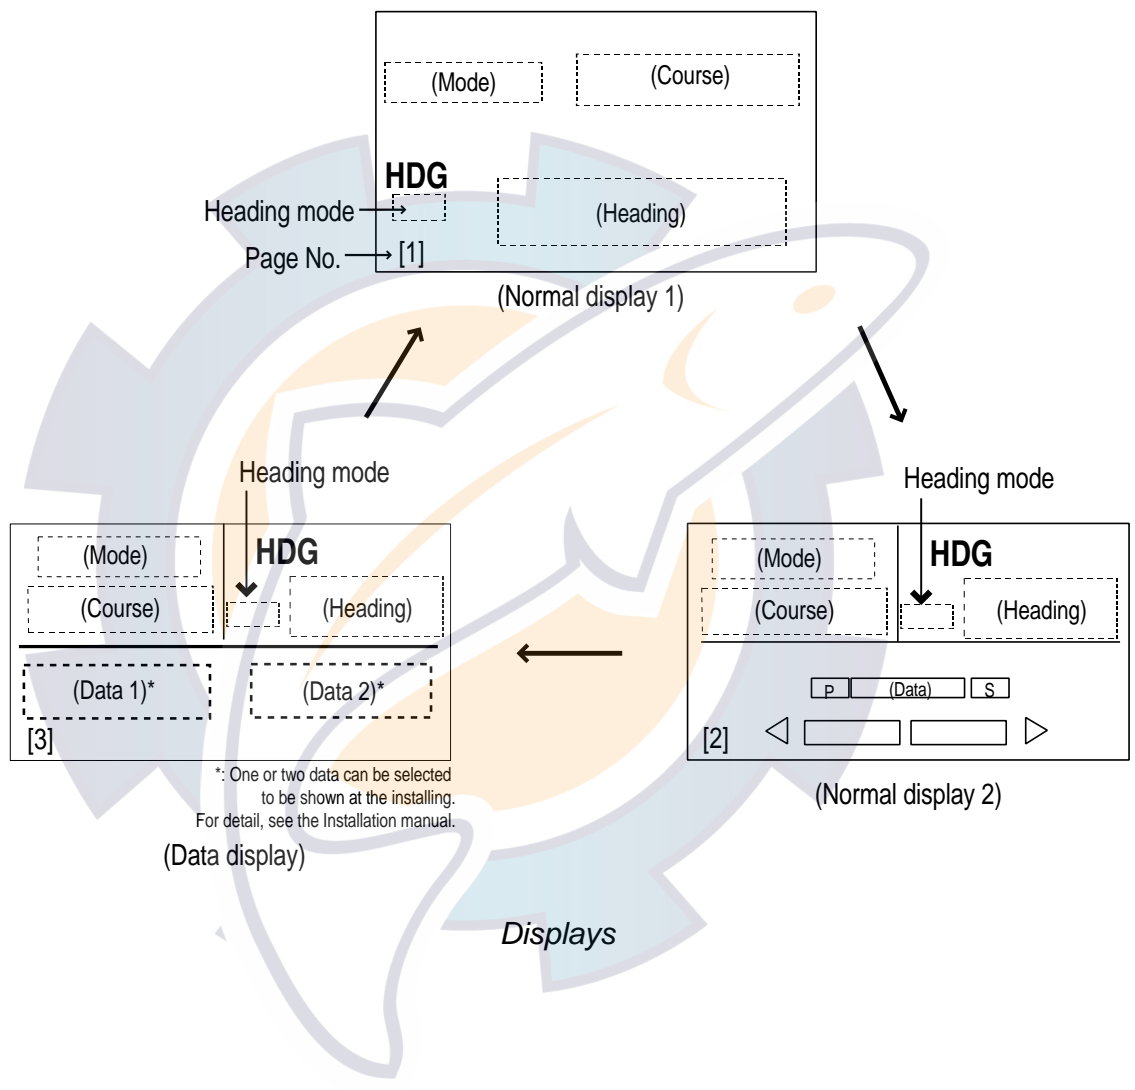 (Mode)
(Course)
HDG
Heading mode
(Heading)
Page No.
[1]
(Normal display 1)
Heading mode
(Mode)
HDG
(Course)
(Heading)
(Data 1)*
(Data 2)*
[3]
*: One or two data can be selected
to be shown at the installing.
For detail, see the Installation manual.
(Data display)
Heading mode
(Mode)
HDG
(Course)
(Heading)
P
(Data)
S
[2]
(Normal display 2)
Displays